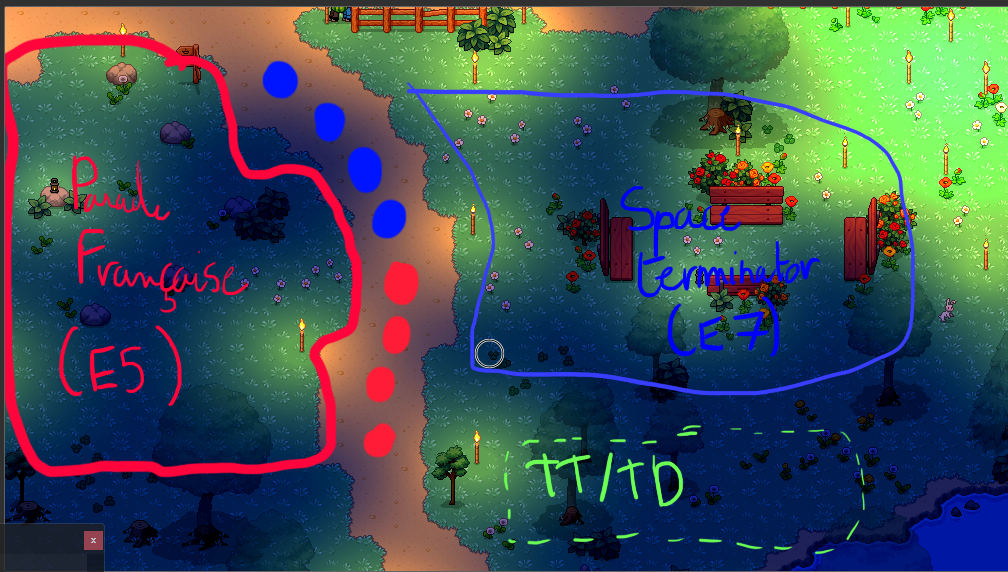 Parade
Française
(E5)
Space
terminator
(E7)
TT/TD